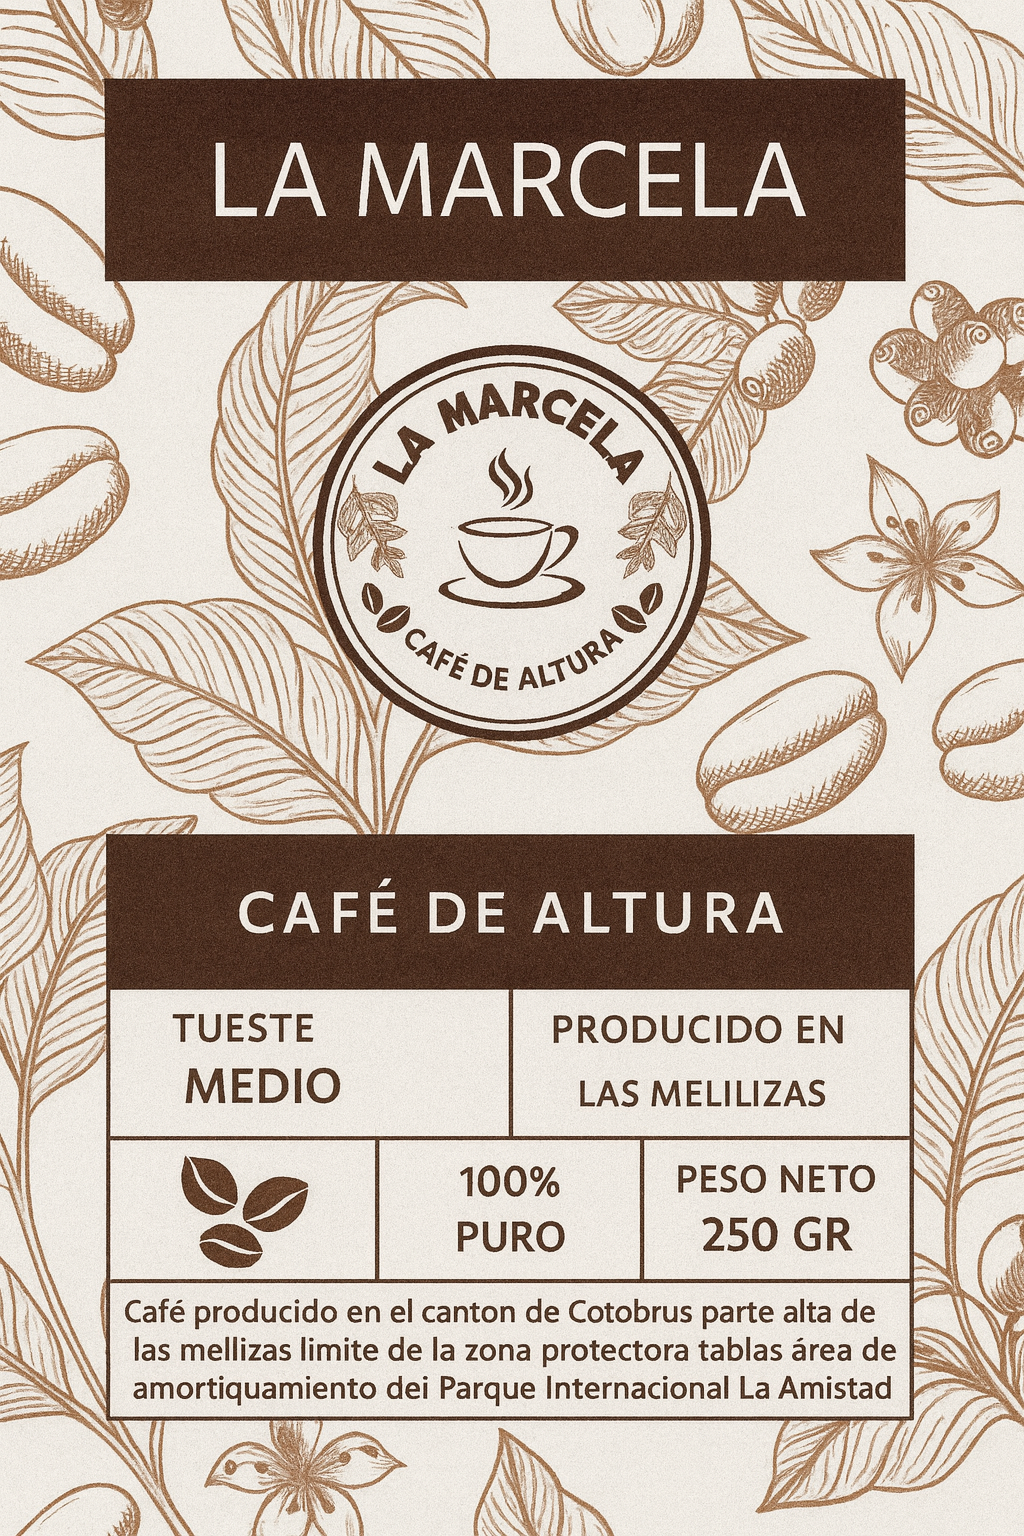 LA MARCELA
LA MARCELA
CAFÉ DE ALTURA
CAFÉ DE ALTURA
TUESTE
MEDIO
PRODUCIDO EN
LAS MELILIZAS
100%
PURO
PESO NETO
250 GR
Café producido en el canton de Cotobrus parte alta de
las mellizas limite de la zona protectora tablas área de
amortiquamiento dei Parque Internacional La Amistad